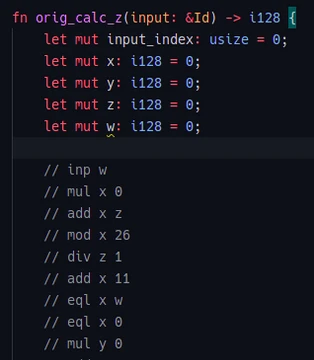 fn orig_calc_z(input: &Id) -> i128 {
let mut input_index: usize = 0;
let mut x: i128 = 0;
let mut y: i128 = 0;
let mut z: i128 = 0;
let mut w: i128 = 0;
// inp w
// mul x 0
// add x z
// mod x 26
// div z 1
// add x 11
// eql x w
// eql x 0
// mul y 0